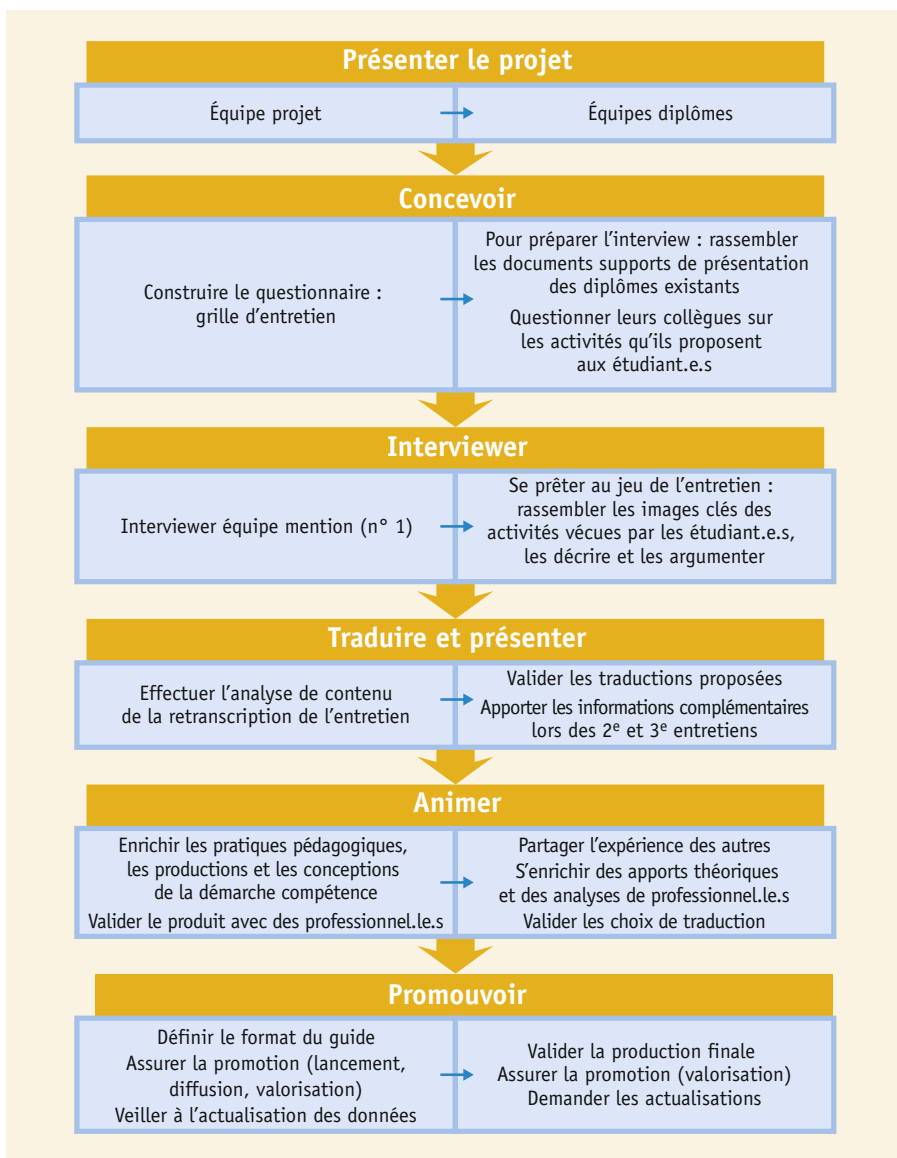 Présenter le projet
Équipe projet
Équipes diplômes
Concevoir
Construire le questionnaire :
grille d'entretien
Pour préparer l'interview : rassembler
les documents supports de présentation
des diplômes existants
Questionner leurs collègues sur
les activités qu'ils proposent
aux étudiant.e.s
Interviewer
Interviewer équipe mention (n° 1)
Se prêter au jeu de l'entretien :
rassembler les images clés des
activités vécues par les étudiant.e.s,
les décrire et les argumenter
Traduire et présenter
Effectuer l'analyse de contenu
de la retranscription de l'entretien
Valider les traductions proposées
Apporter les informations complémentaires
lors des 2e et 3e entretiens
Animer
Enrichir les pratiques pédagogiques,
les productions et les conceptions
de la démarche compétence
Valider le produit avec des professionnel.le.s
Partager l'expérience des autres
S'enrichir des apports théoriques
et des analyses de professionnel.le.s
Valider les choix de traduction
Promouvoir
Définir le format du guide
Assurer la promotion (lancement,
diffusion, valorisation)
Veiller à l'actualisation des données
Valider la production finale
Assurer la promotion (valorisation)
Demander les actualisations